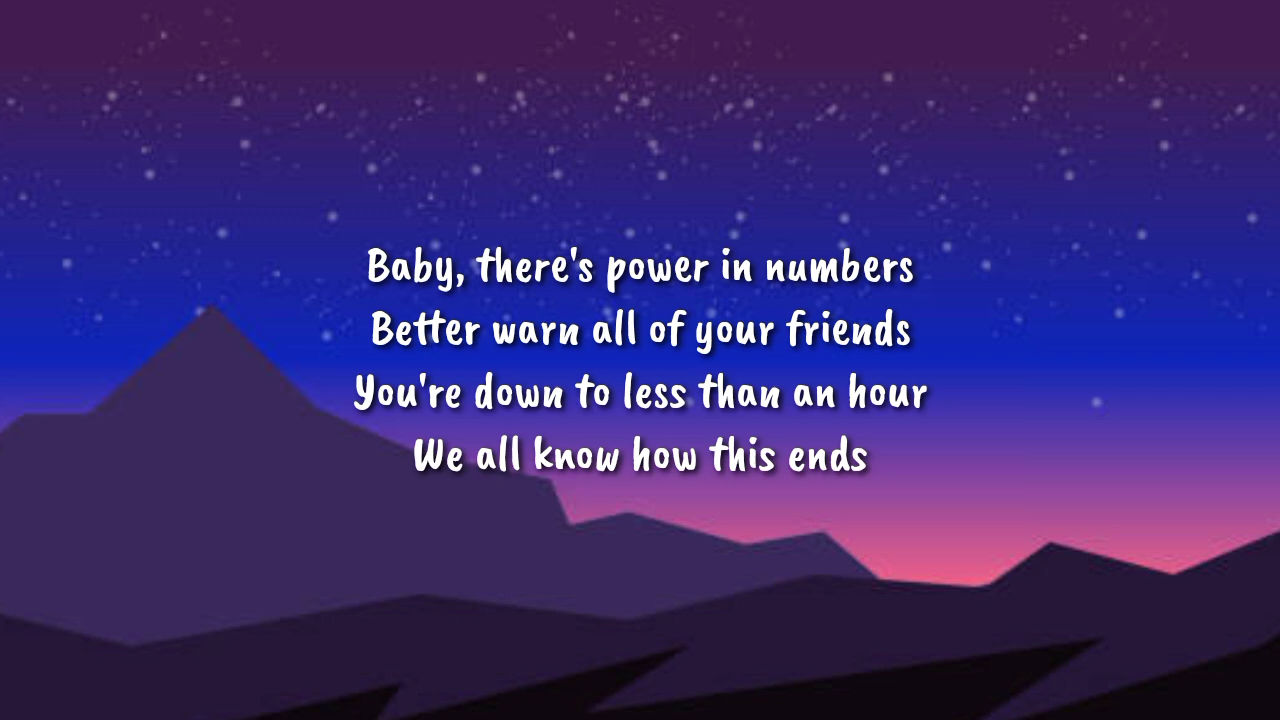 Baby, there's power in numbers
Better warn all of your friends
You're down to less than an hour
We all know how this ends